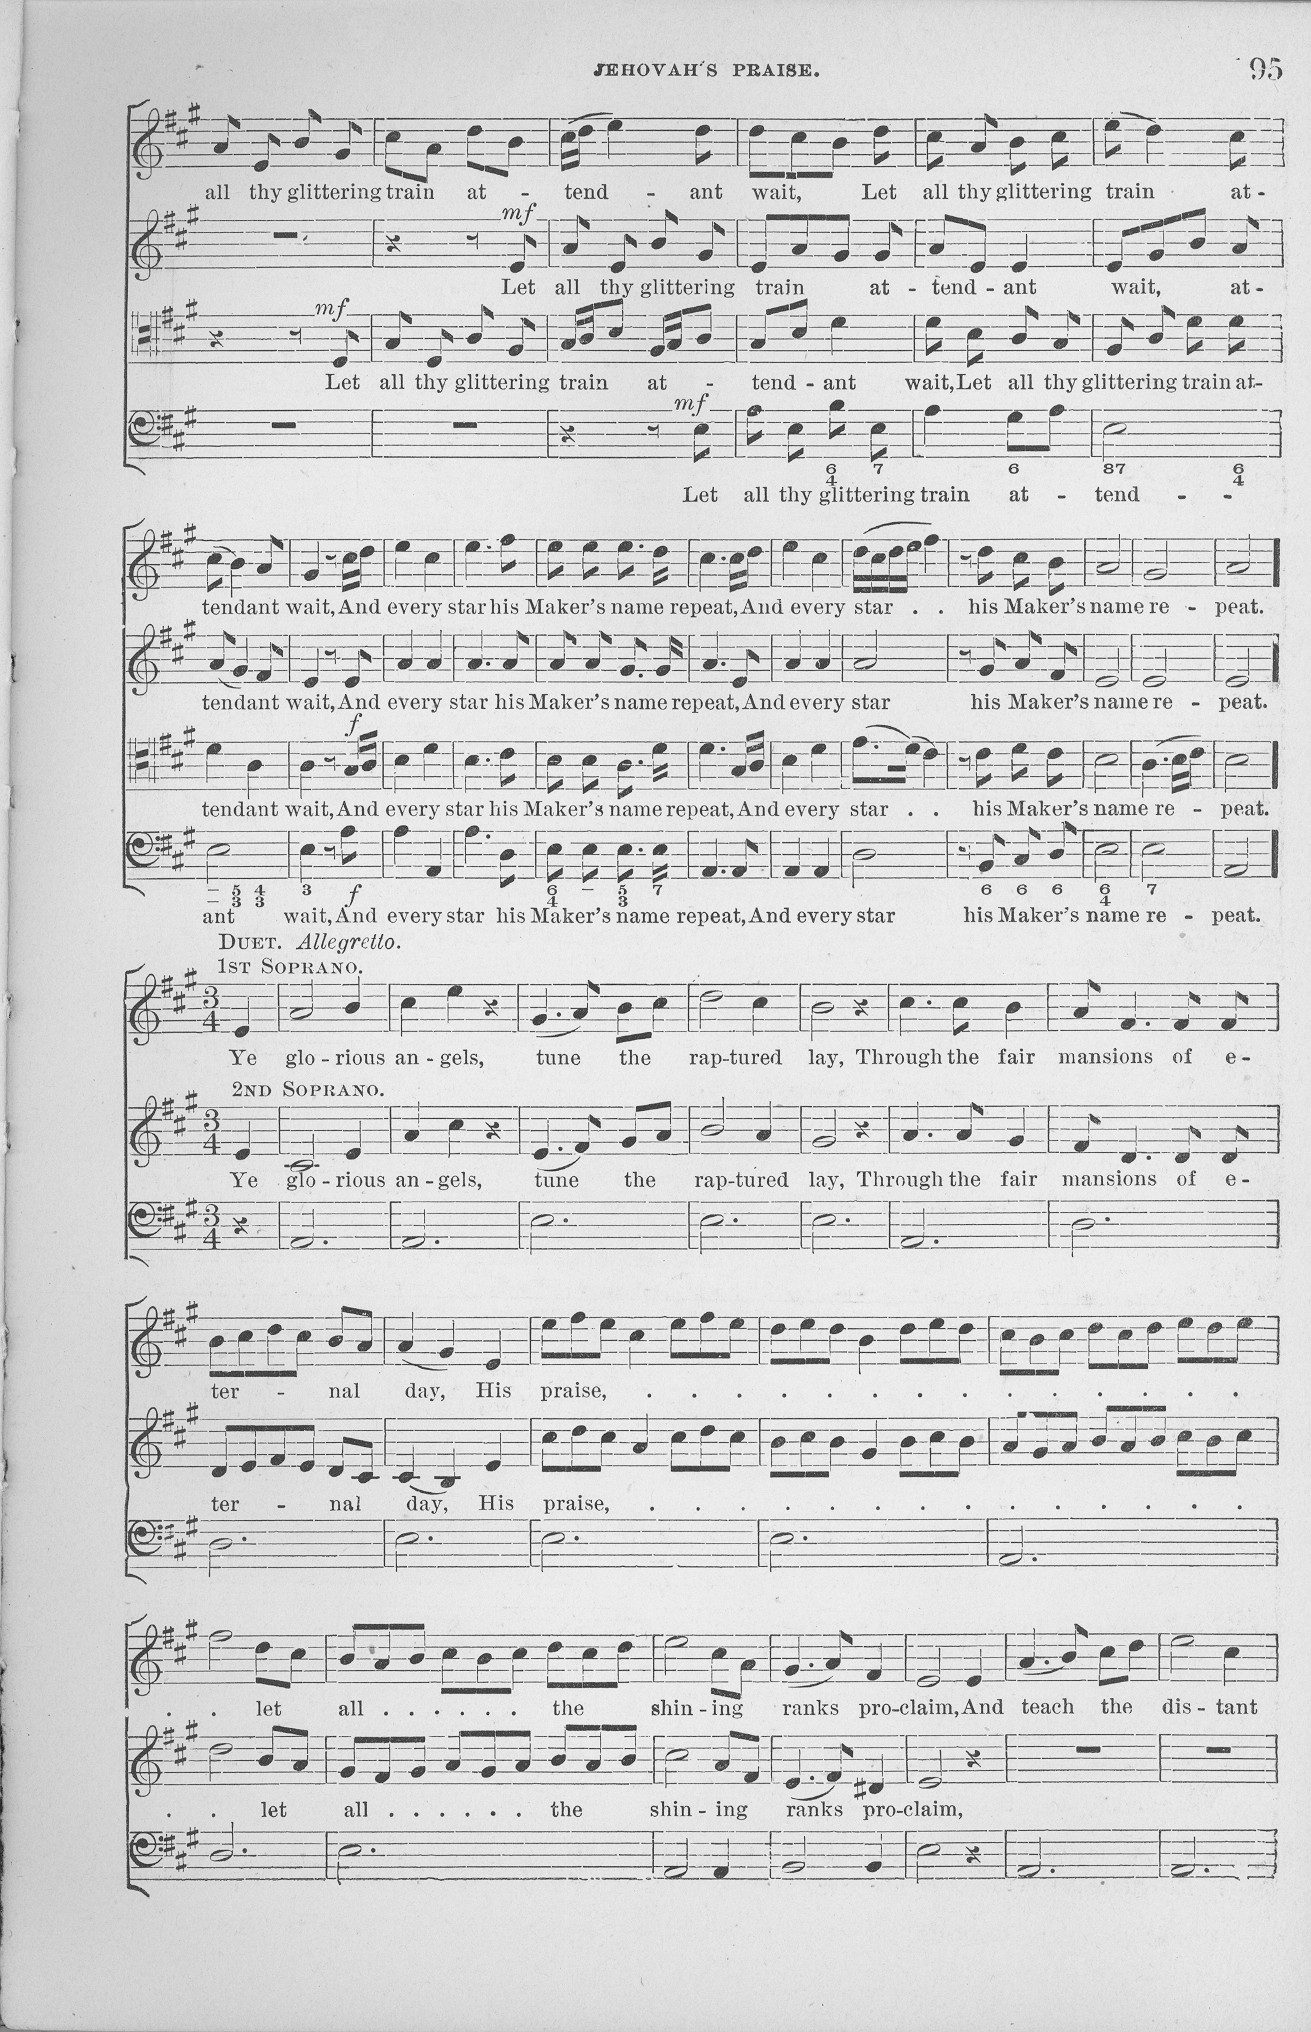 JEHOVAH'S PRAISE. 95
all thy glittering train at - tend - ant wait, Let all thy glittering train at -
mf
Let all thy glittering train at - tend - ant wait, at -
mf
Let all thy glittering train at - tend - ant wait, Let all thy glittering train at-
mf
6 7 6 87 6
4 4
Let all thy glittering train at - tend - -
tendant wait, And every star his Maker's name repeat, And every star . . his Maker's name re - peat.
tendant wait, And every star his Maker's name repeat, And every star his Maker's name re - peat.
f
tendant wait, And every star his Maker's name repeat, And every star . . his Maker's name re - peat.
– 5 4 3 f 6 – 5 7 6 6 6 6 7
– 3 3 4 3 4
ant wait, And every star his Maker's name repeat, And every star his Maker's name re - peat.
DUET. Allegretto.
1ST SOPRANO.
3
4
Ye glo - rious an - gels, tune the rap-tured lay, Through the fair mansions of e -
2ND SOPRANO.
3
4
Ye glo - rious an - gels, tune the rap-tured lay, Through the fair mansions of e -
3
4
ter - nal day, His praise, . . . . . . . . . . . . . .
ter - nal day, His praise, . . . . . . . . . . . . . .
. . let all . . . . . . the shin - ing ranks pro-claim, And teach the dis - tant
. . let all . . . . . . the shin - ing ranks pro-claim,